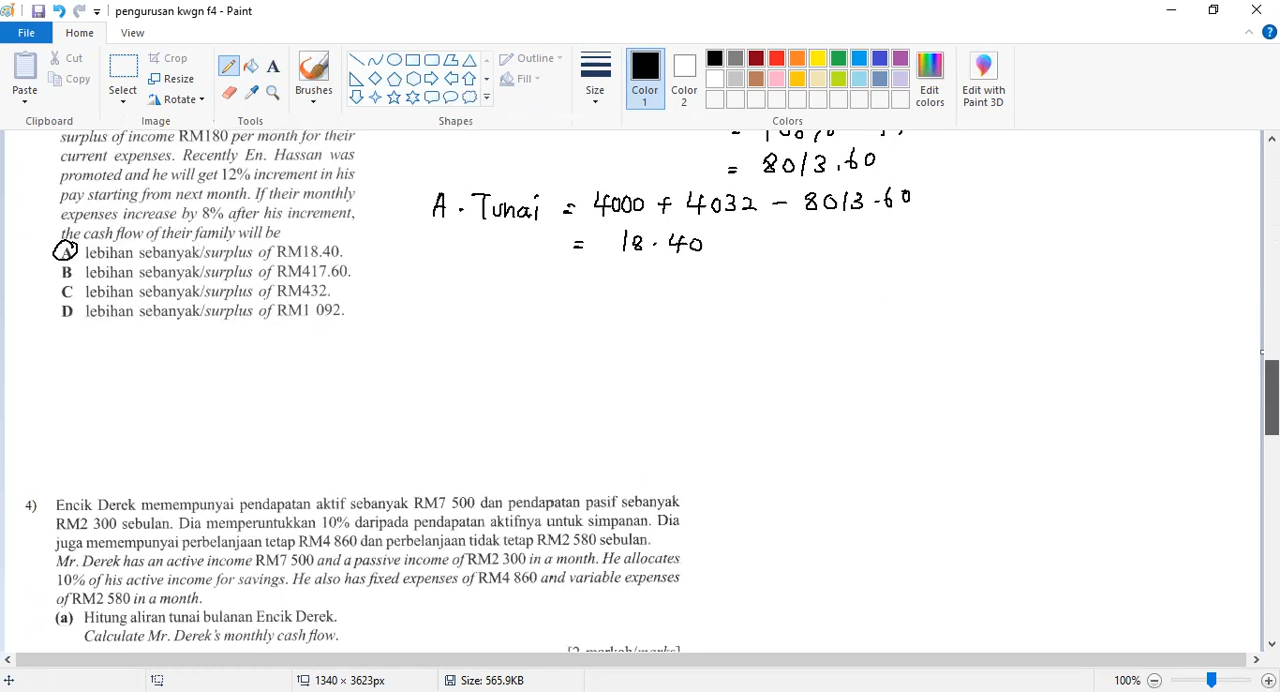 pengurusan kwgn f4 - Paint
File Home View
Paste
Cut
Copy
Clipboard
Select
Crop
Resize
Rotate
Image
A
Tools
Brushes
Outline
Fill
Shapes
Size
Color 1
Color 2
Edit colors
Colors
Edit with Paint 3D
surplus of income RM180 per month for their
current expenses. Recently En. Hassan was
promoted and he will get 12% increment in his
pay starting from next month. If their monthly
expenses increase by 8% after his increment,
the cash flow of their family will be
A lebihan sebanyak/surplus of RM18.40.
B lebihan sebanyak/surplus of RM417.60.
C lebihan sebanyak/surplus of RM432.
D lebihan sebanyak/surplus of RM1 092.
= 8013.60
A. Tunai = 4000 + 4032 - 8013.60
= 18.40
4) Encik Derek memempunyai pendapatan aktif sebanyak RM7 500 dan pendapatan pasif sebanyak
RM2 300 sebulan. Dia memperuntukkan 10% daripada pendapatan aktifnya untuk simpanan. Dia
juga memempunyai perbelanjaan tetap RM4 860 dan perbelanjaan tidak tetap RM2 580 sebulan.
Mr. Derek has an active income RM7 500 and a passive income of RM2 300 in a month. He allocates
10% of his active income for savings. He also has fixed expenses of RM4 860 and variable expenses
of RM2 580 in a month.
(a) Hitung aliran tunai bulanan Encik Derek.
Calculate Mr. Derek's monthly cash flow.
[2 markah/marks]
1340 × 3623px
Size: 565.9KB
100%